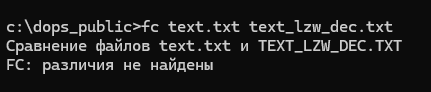 c:\dops_public>fc text.txt text_lzw_dec.txt
Сравнение файлов text.txt и TEXT_LZW_DEC.TXT
FC: различия не найдены